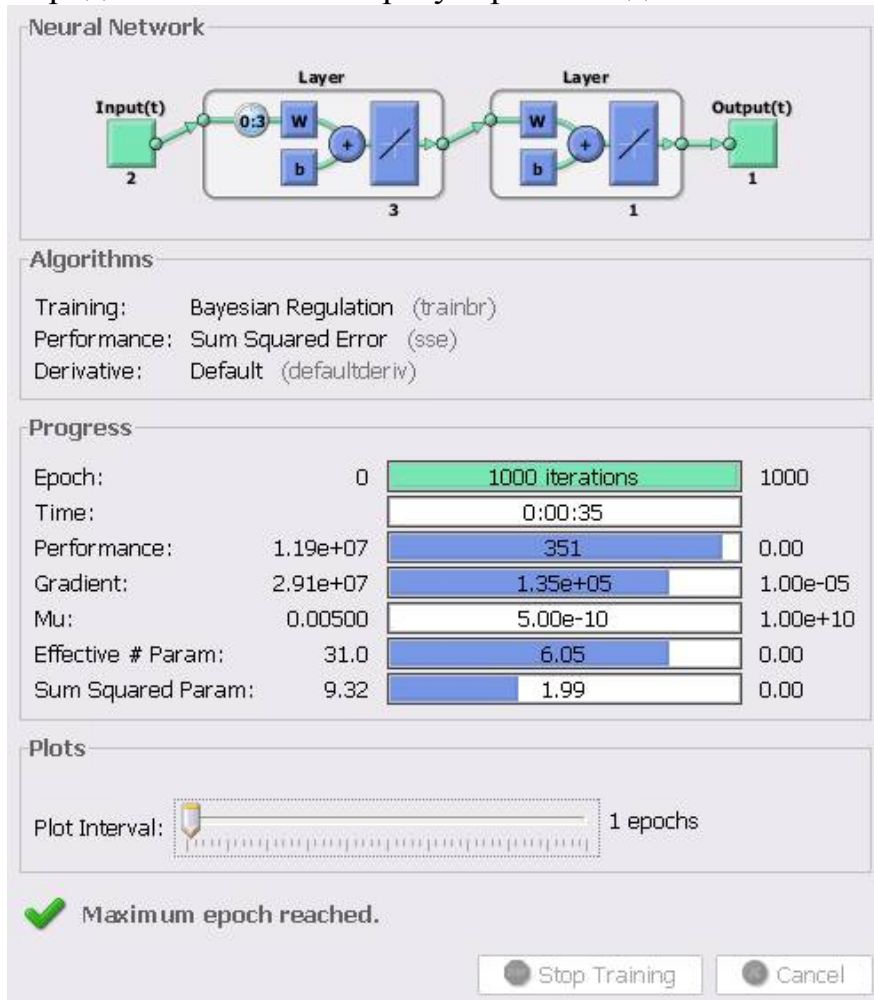 Neural Network
Layer Layer
Input(t) Output(t)
0:3 W + b W + b
2 3 1 1
Algorithms
Training: Bayesian Regulation (trainbr)
Performance: Sum Squared Error (sse)
Derivative: Default (defaultderiv)
Progress
Epoch: 0 1000 iterations 1000
Time: 0:00:35
Performance: 1.19e+07 351 0.00
Gradient: 2.91e+07 1.35e+05 1.00e-05
Mu: 0.00500 5.00e-10 1.00e+10
Effective # Param: 31.0 6.05 0.00
Sum Squared Param: 9.32 1.99 0.00
Plots
Plot Interval: 1 epochs
Maximum epoch reached.
Stop Training Cancel